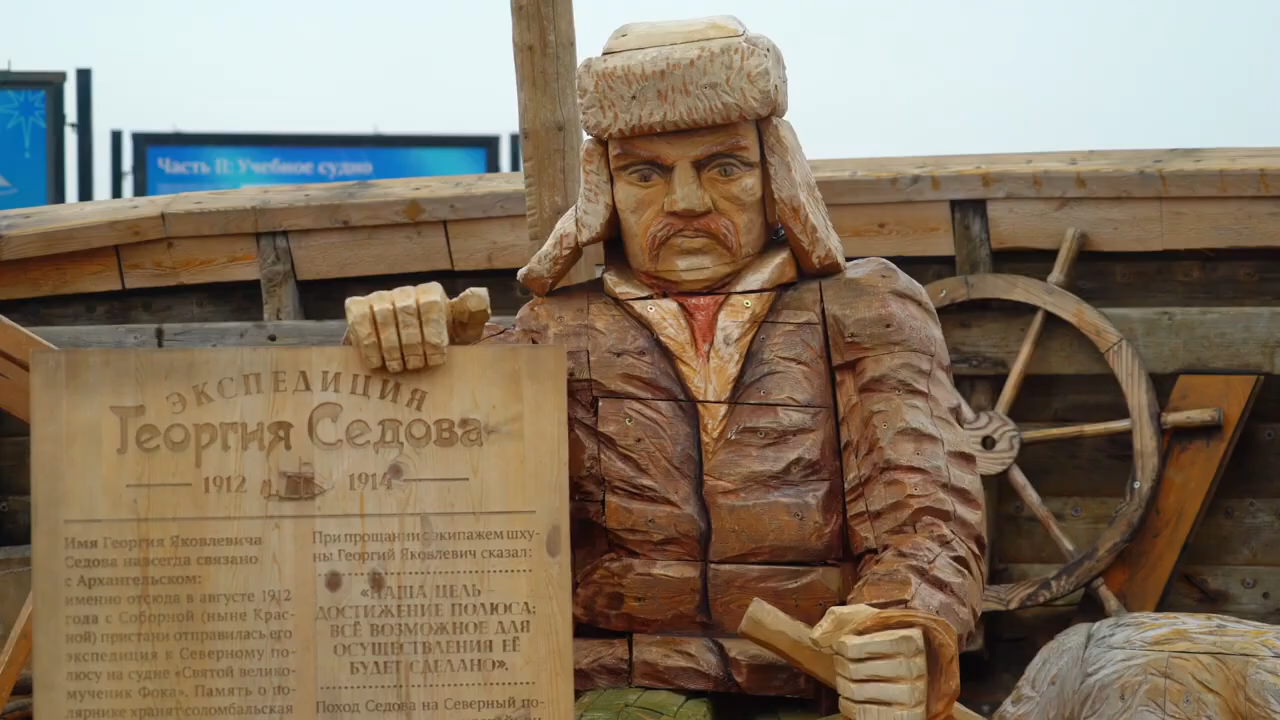 Часть II: Учебное судно
ЭКСПЕДИЦИЯ
Георгия Седова
1912 1914
Имя Георгия Яковлевича
Седова навсегда связано
с Архангельском:
именно отсюда в августе 1912
года с Соборной (ныне Крас-
ной) пристани отправилась его
экспедиция к Северному по-
люсу на судне «Святой велико-
мученик Фока». Память о по-
лярнике хранят соломбальская
При прощании с экипажем шху-
ны Георгий Яковлевич сказал:
«НАША ЦЕЛЬ –
ДОСТИЖЕНИЕ ПОЛЮСА;
ВСЁ ВОЗМОЖНОЕ ДЛЯ
ОСУЩЕСТВЛЕНИЯ ЕЁ
БУДЕТ СДЕЛАНО».
Поход Седова на Северный по-